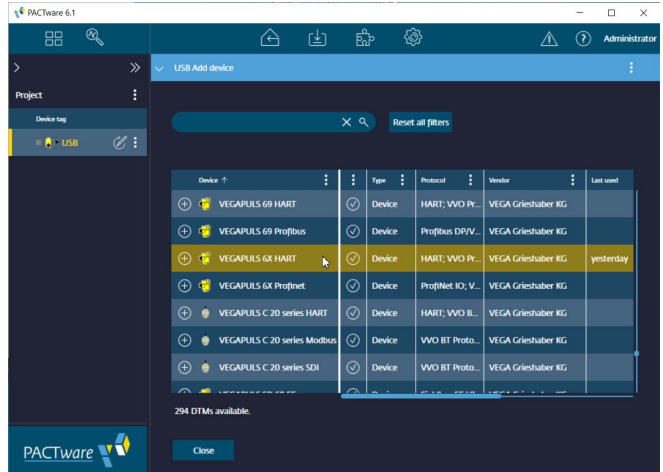 PACTware 6.1
Administrator
USB Add device
Project
Device tag
USB
Reset all filters
Device Type Protocol Vendor Last used
VEGAPULS 69 HART Device HART; VVO Pr... VEGA Grieshaber KG
VEGAPULS 69 Profibus Device Profibus DP/V... VEGA Grieshaber KG
VEGAPULS 6X HART Device HART; VVO Pr... VEGA Grieshaber KG yesterday
VEGAPULS 6X Profinet Device ProfiNet IO; V... VEGA Grieshaber KG
VEGAPULS C 20 series HART Device HART; VVO B... VEGA Grieshaber KG
VEGAPULS C 20 series Modbus Device VVO BT Proto... VEGA Grieshaber KG
VEGAPULS C 20 series SDI Device VVO BT Proto... VEGA Grieshaber KG
294 DTMs available.
Close
PACTware